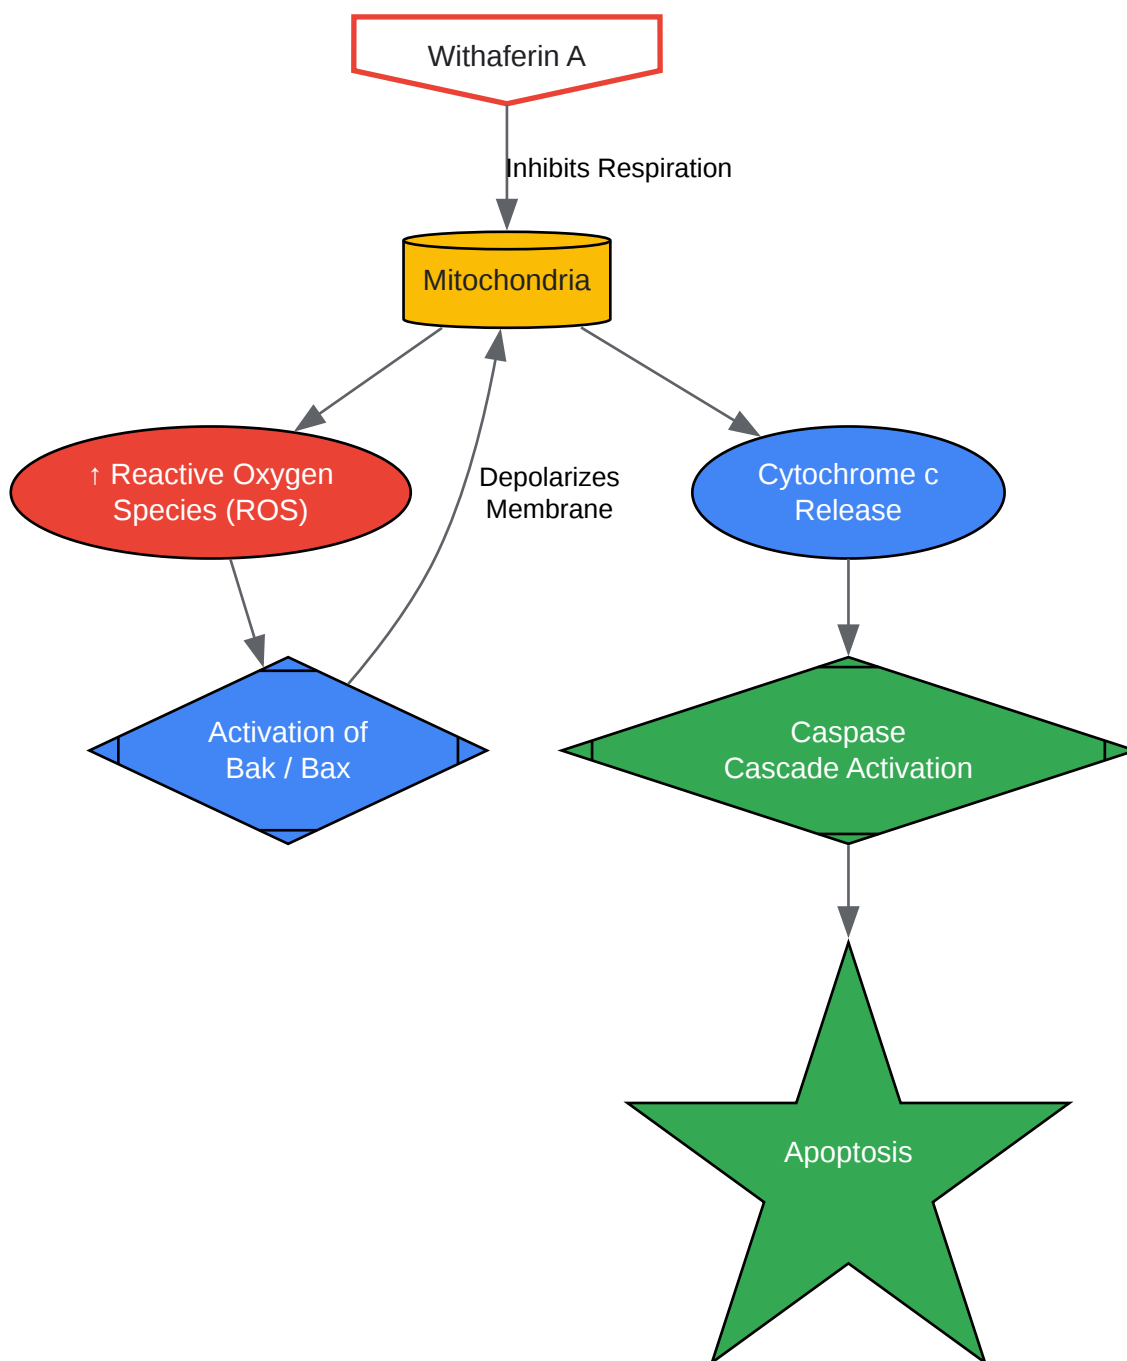 Withaferin A
Inhibits Respiration
Mitochondria
↑ Reactive Oxygen
Species (ROS)
Depolarizes
Membrane
Cytochrome c
Release
Activation of
Bak / Bax
Caspase
Cascade Activation
Apoptosis